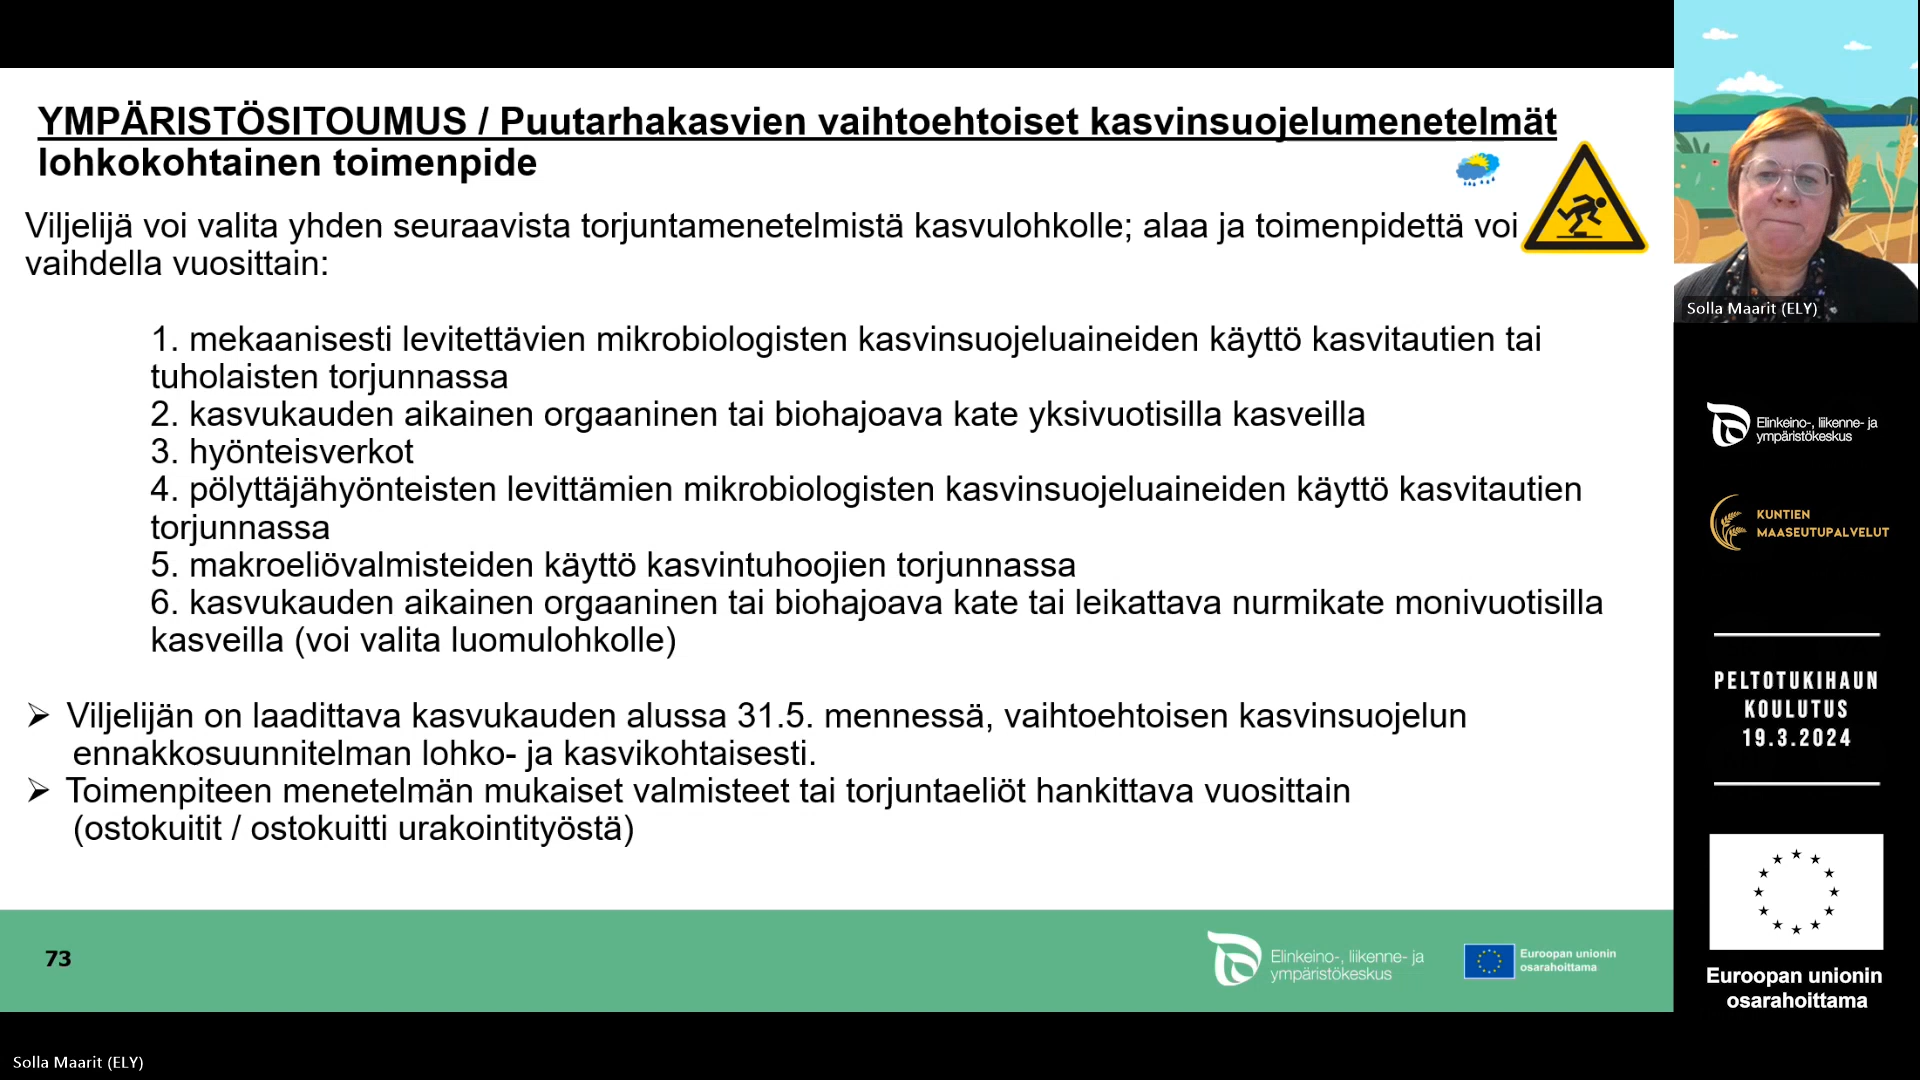 YMPÄRISTÖSITOUMUS / Puutarhakasvien vaihtoehtoiset kasvinsuojelumenetelmät
lohkokohtainen toimenpide
Viljelijä voi valita yhden seuraavista torjuntamenetelmistä kasvulohkolle; alaa ja toimenpidettä voi
vaihdella vuosittain:
1. mekaanisesti levitettävien mikrobiologisten kasvinsuojeluaineiden käyttö kasvitautien tai
tuholaisten torjunnassa
2. kasvukauden aikainen orgaaninen tai biohajoava kate yksivuotisilla kasveilla
3. hyönteisverkot
4. pölyttäjähyönteisten levittämien mikrobiologisten kasvinsuojeluaineiden käyttö kasvitautien
torjunnassa
5. makroeliövalmisteiden käyttö kasvintuhoojien torjunnassa
6. kasvukauden aikainen orgaaninen tai biohajoava kate tai leikattava nurmikate monivuotisilla
kasveilla (voi valita luomulohkolle)
➢ Viljelijän on laadittava kasvukauden alussa 31.5. mennessä, vaihtoehtoisen kasvinsuojelun
ennakkosuunnitelman lohko- ja kasvikohtaisesti.
➢ Toimenpiteen menetelmän mukaiset valmisteet tai torjuntaeliöt hankittava vuosittain
(ostokuitit / ostokuitti urakointityöstä)
73
Elinkeino-, liikenne- ja
ympäristökeskus
Euroopan unionin
osarahoittama
Solla Maarit (ELY)
Elinkeino-, liikenne- ja
ympäristökeskus
KUNTIEN
MAASEUTUPALVELUT
PELTOTUKIHAUN
KOULUTUS
19.3.2024
Euroopan unionin
osarahoittama
Solla Maarit (ELY)